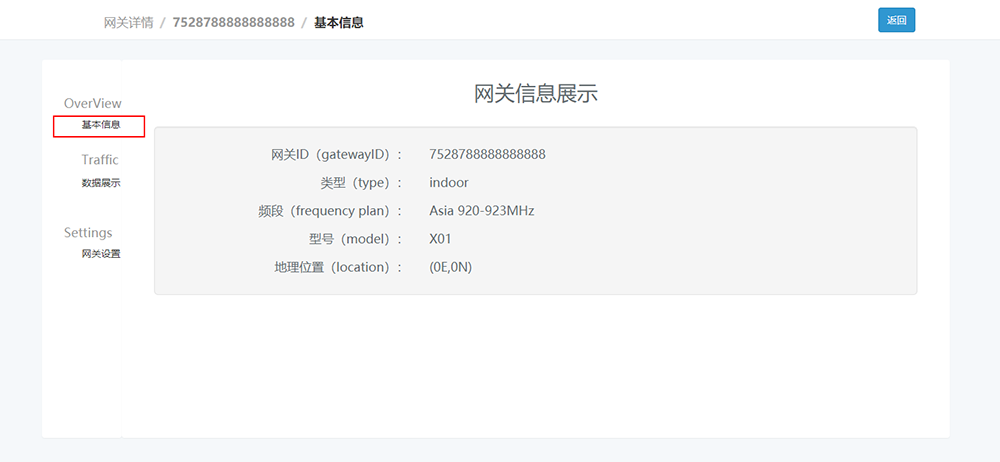 网关详情 / 7528788888888888 / 基本信息
返回
OverView
基本信息
Traffic
数据展示
Settings
网关设置
网关信息展示
网关ID（gatewayID）： 7528788888888888
类型（type）： indoor
频段（frequency plan）： Asia 920-923MHz
型号（model）： X01
地理位置（location）： (0E,0N)